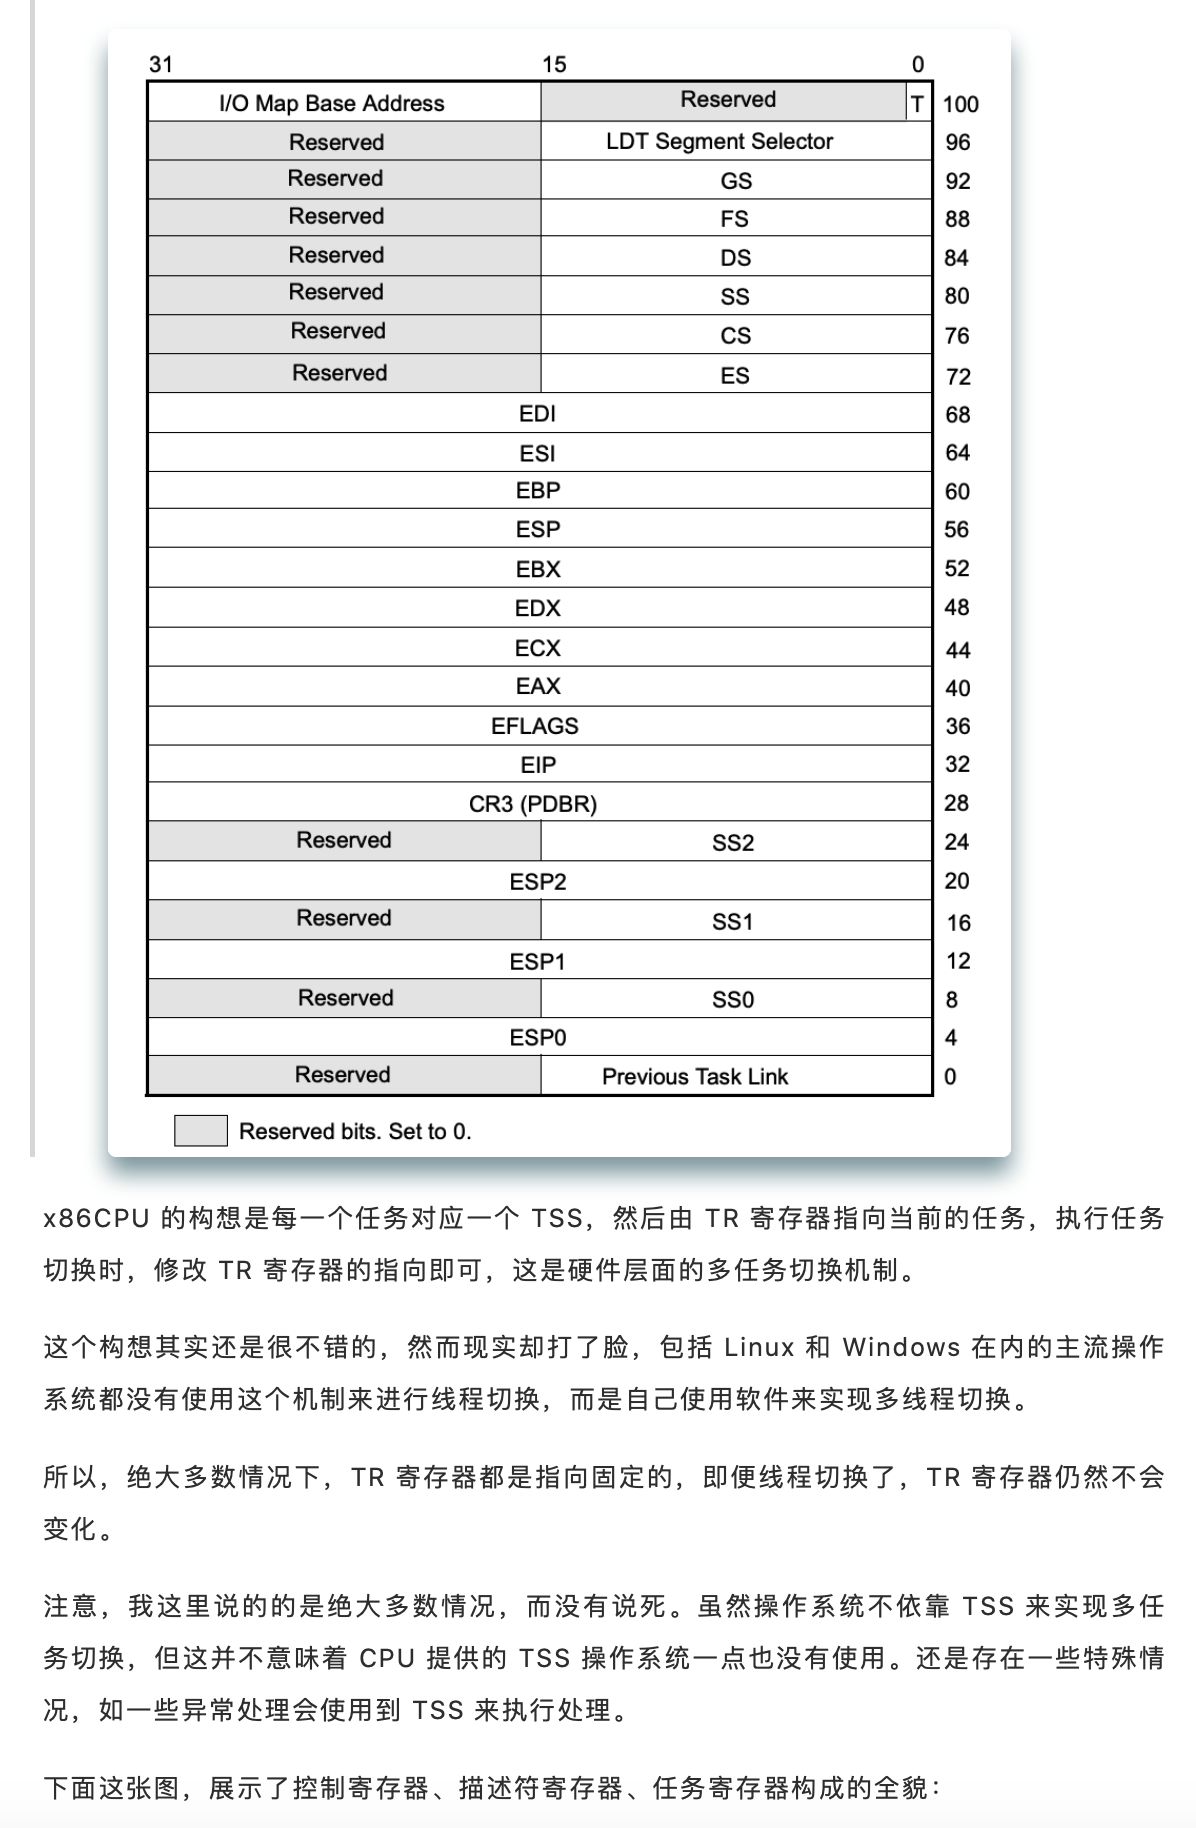 31 15 0
I/O Map Base Address Reserved T 100
Reserved LDT Segment Selector 96
Reserved GS 92
Reserved FS 88
Reserved DS 84
Reserved SS 80
Reserved CS 76
Reserved ES 72
EDI 68
ESI 64
EBP 60
ESP 56
EBX 52
EDX 48
ECX 44
EAX 40
EFLAGS 36
EIP 32
CR3 (PDBR) 28
Reserved SS2 24
ESP2 20
Reserved SS1 16
ESP1 12
Reserved SS0 8
ESP0 4
Reserved Previous Task Link 0
Reserved bits. Set to 0.
x86CPU 的构想是每一个任务对应一个 TSS，然后由 TR 寄存器指向当前的任务，执行任务
切换时，修改 TR 寄存器的指向即可，这是硬件层面的多任务切换机制。
这个构想其实还是很不错的，然而现实却打了脸，包括 Linux 和 Windows 在内的主流操作
系统都没有使用这个机制来进行线程切换，而是自己使用软件来实现多线程切换。
所以，绝大多数情况下，TR 寄存器都是指向固定的，即便线程切换了，TR 寄存器仍然不会
变化。
注意，我这里说的的是绝大多数情况，而没有说死。虽然操作系统不依靠 TSS 来实现多任
务切换，但这并不意味着 CPU 提供的 TSS 操作系统一点也没有使用。还是存在一些特殊情
况，如一些异常处理会使用到 TSS 来执行处理。
下面这张图，展示了控制寄存器、描述符寄存器、任务寄存器构成的全貌：